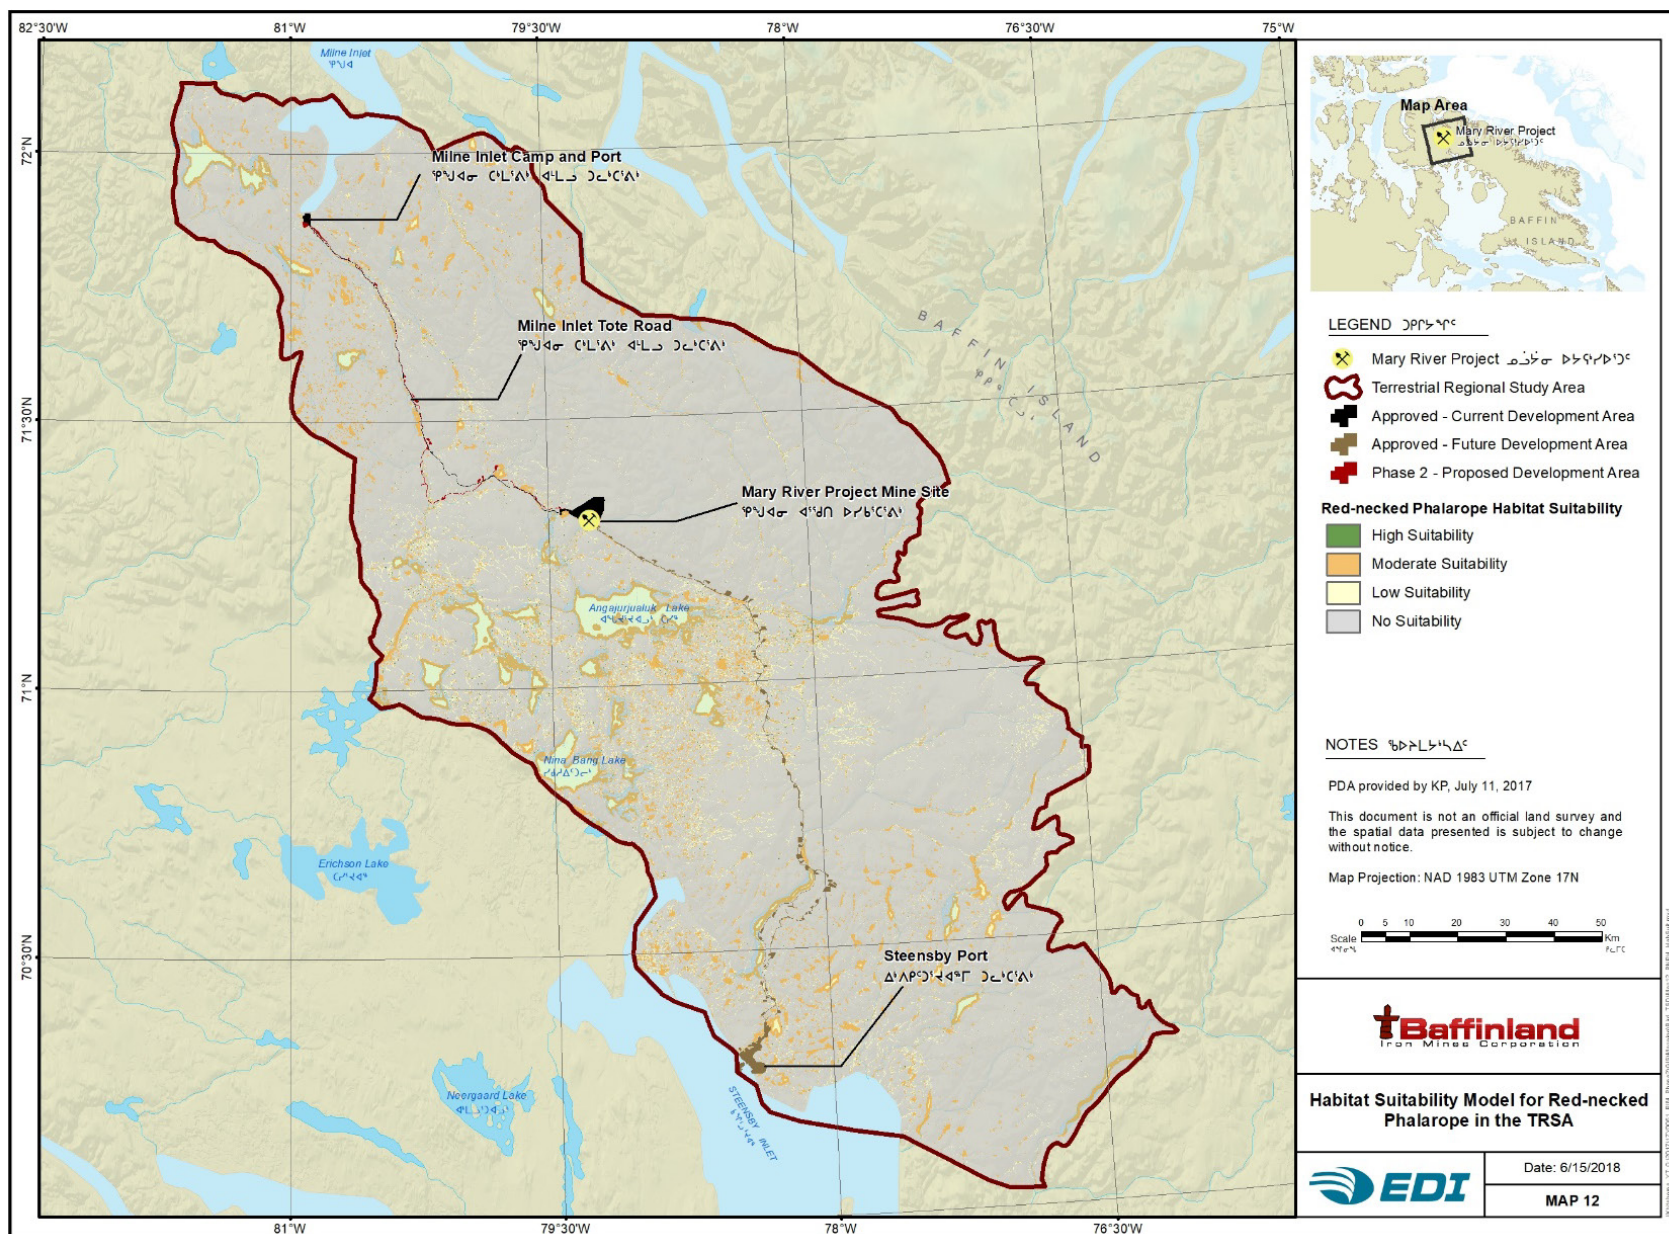 82°30'W
81°W
79°30'W
78°W
76°30'W
75°W
72°N
71°30'N
71°N
70°30'N
81°W
79°30'W
78°W
76°30'W
Milne Inlet
Milne Inlet Camp and Port
Milne Inlet Tote Road
BAFFIN ISLAND
Mary River Project Mine Site
Angajurjualuk Lake
Nina Bang Lake
Erichson Lake
Steensby Port
Neergaard Lake
STEENSBY INLET
Map Area
Mary River Project
BAFFIN
ISLAND
LEGEND
Mary River Project
Terrestrial Regional Study Area
Approved - Current Development Area
Approved - Future Development Area
Phase 2 - Proposed Development Area
Red-necked Phalarope Habitat Suitability
High Suitability
Moderate Suitability
Low Suitability
No Suitability
NOTES
PDA provided by KP, July 11, 2017
This document is not an official land survey and
the spatial data presented is subject to change
without notice.
Map Projection: NAD 1983 UTM Zone 17N
0 5 10 20 30 40 50
Scale
Km
Baffinland
Iron Mines Corporation
Habitat Suitability Model for Red-necked
Phalarope in the TRSA
EDI
Date: 6/15/2018
MAP 12